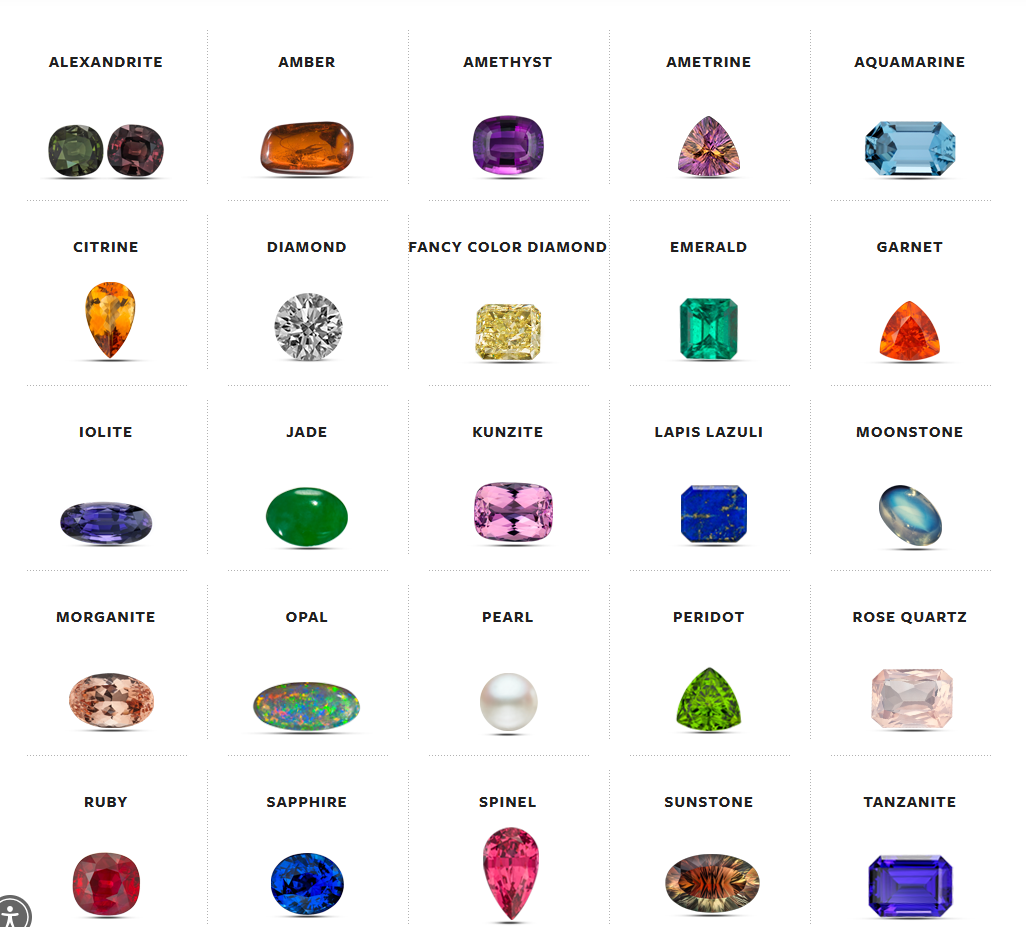 ALEXANDRITE
AMBER
AMETHYST
AMETRINE
AQUAMARINE
CITRINE
DIAMOND
FANCY COLOR DIAMOND
EMERALD
GARNET
IOLITE
JADE
KUNZITE
LAPIS LAZULI
MOONSTONE
MORGANITE
OPAL
PEARL
PERIDOT
ROSE QUARTZ
RUBY
SAPPHIRE
SPINEL
SUNSTONE
TANZANITE